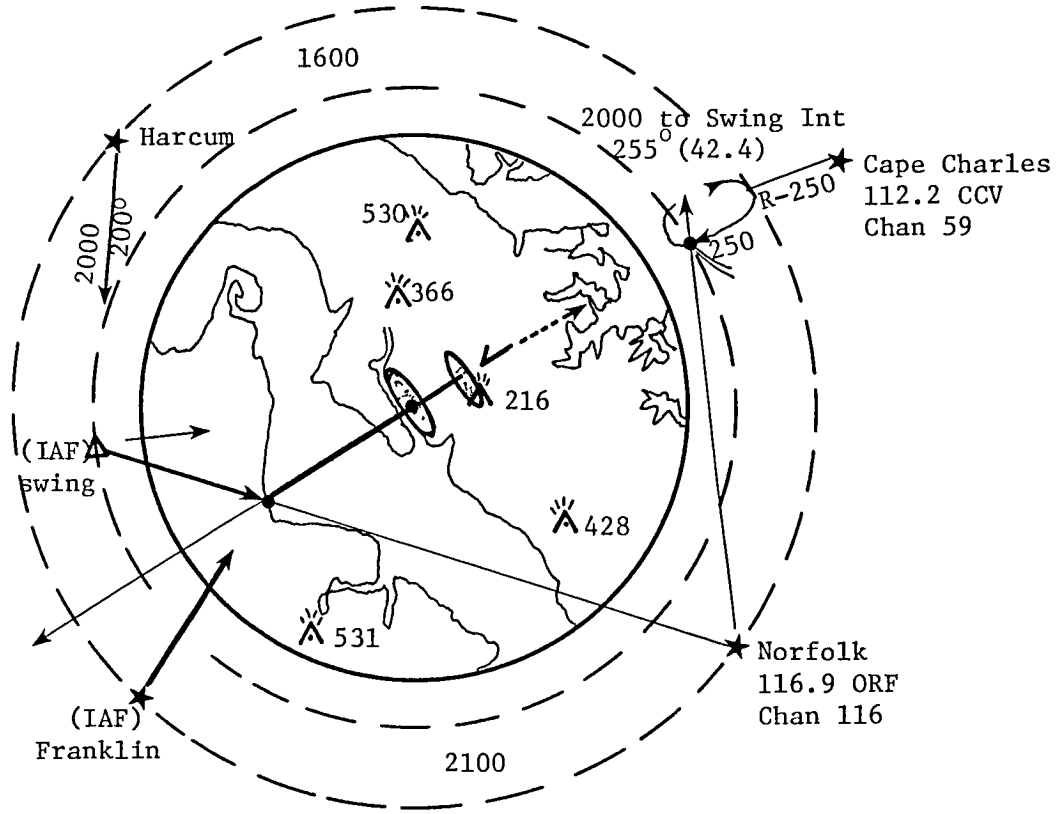 1600
Harcum
2000 to Swing Int
255° (42.4)
Cape Charles
112.2 CCV
Chan 59
R-250
250
2000
200°
530
366
216
(IAF)
swing
428
531
Norfolk
116.9 ORF
Chan 116
(IAF)
Franklin
2100